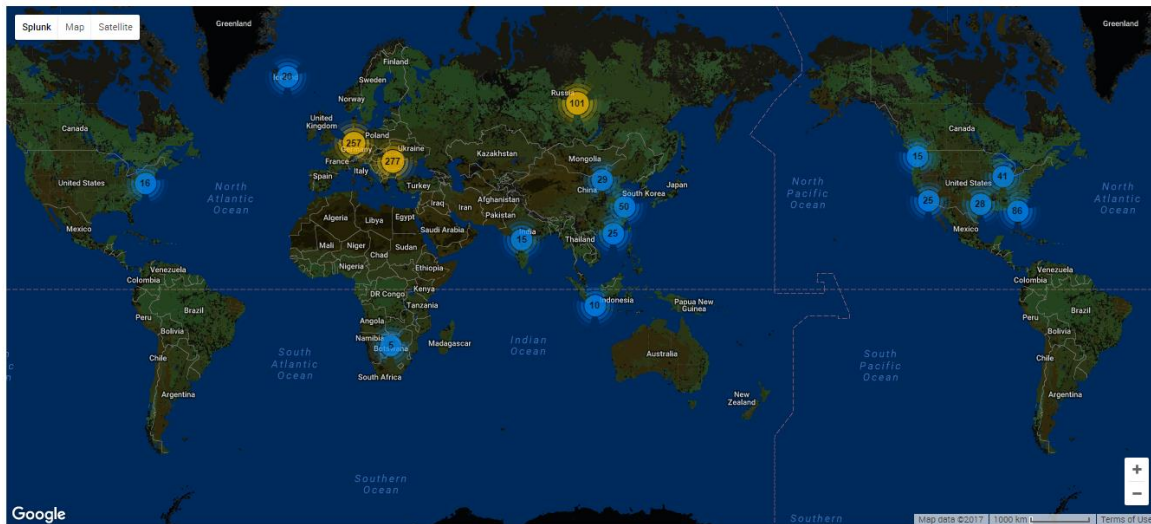 Splunk Map Satellite
Greenland
Greenland
Finland
Sweden
Russia
101
20
Norway
Canada
United
Kingdom
Poland
257
Germany
Ukraine
277
France
Italy
Spain
Turkey
Kazakhstan
Mongolia
29
China
South Korea
Japan
50
25
Canada
15
United States
41
25
28
86
United States
16
North
Atlantic
Ocean
North
Pacific
Ocean
North
Atlantic
Ocean
Mexico
Algeria
Libya
Egypt
Iraq
Iran
Afghanistan
Pakistan
Saudi Arabia
India
15
Thailand
Mali
Niger
Chad
Sudan
Nigeria
Ethiopia
Kenya
DR Congo
Tanzania
Angola
Namibia
Botswana
Madagascar
South Africa
10
Indonesia
Papua New
Guinea
Indian
Ocean
Australia
New
Zealand
Mexico
Venezuela
Colombia
Peru
Brazil
Bolivia
Chile
Argentina
South
Atlantic
Ocean
South
Pacific
Ocean
Venezuela
Colombia
Peru
Brazil
Bolivia
Chile
Argentina
Southern
Ocean
Southern
+
−
Google
Map data ©2017 1000 km Terms of Use